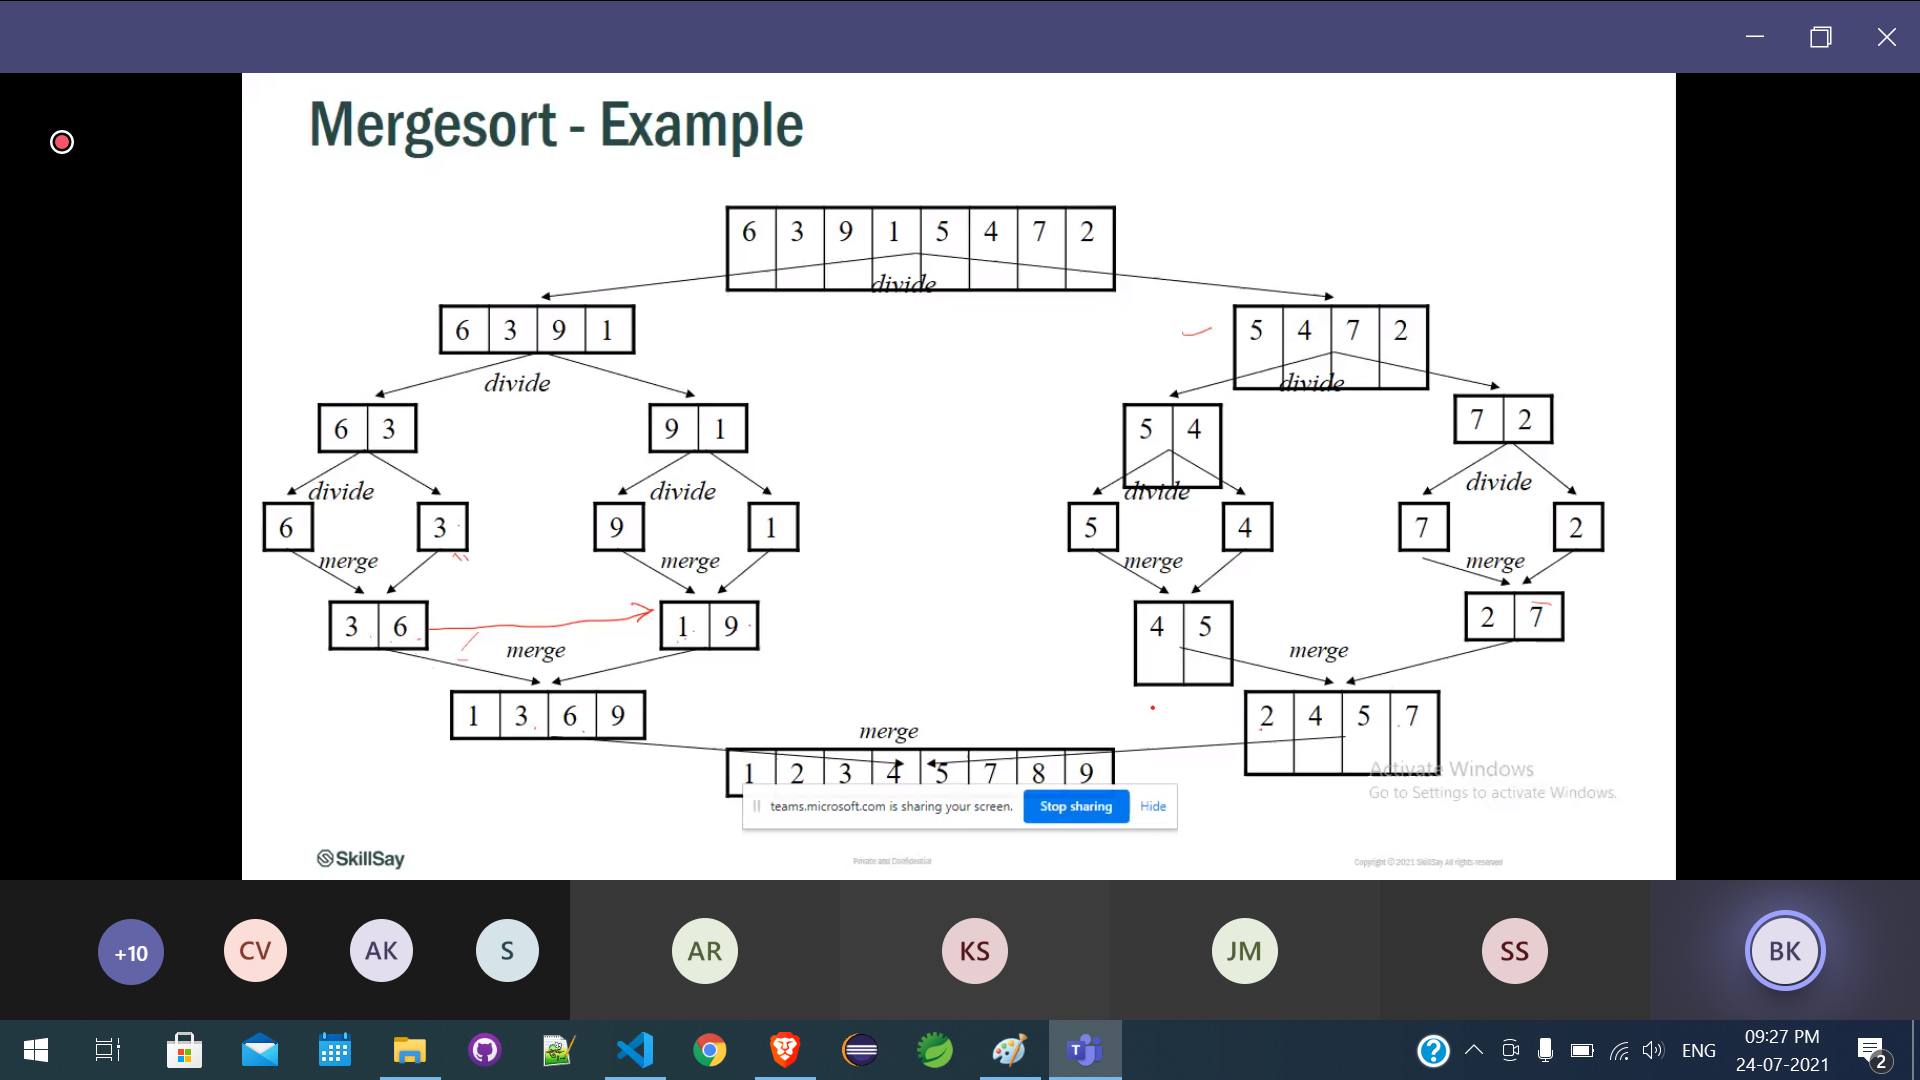 Mergesort - Example
6 3 9 1 5 4 7 2
divide
6 3 9 1
5 4 7 2
divide
divide
6 3
9 1
5 4
7 2
divide
divide
divide
divide
6
3
9
1
5
4
7
2
merge
merge
merge
merge
3 6
1 9
4 5
2 7
merge
merge
1 3 6 9
2 4 5 7
merge
1 2 3 4 5 7 8 9
Activate Windows
Go to Settings to activate Windows.
teams.microsoft.com is sharing your screen.
Stop sharing
Hide
SkillSay
Private and Confidential
Copyright © 2021 SkillSay All rights reserved
+10
CV
AK
S
AR
KS
JM
SS
BK
T
?
ENG
09:27 PM
24-07-2021
2